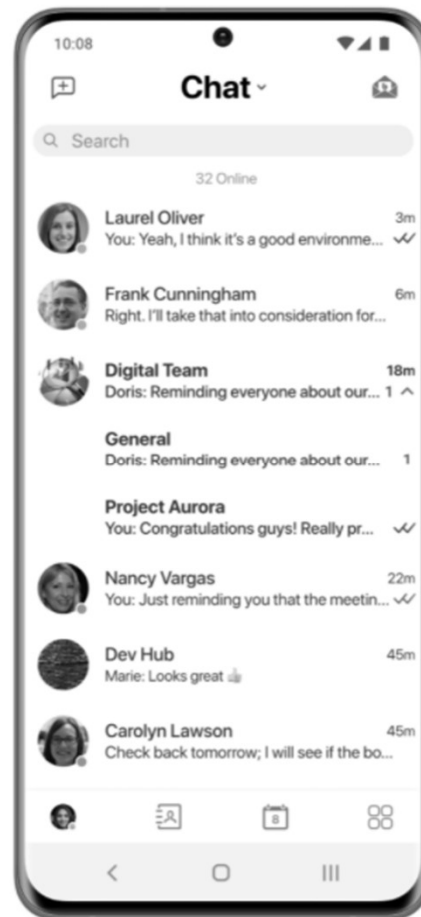 10:08
Chat
Search
32 Online
Laurel Oliver 3m
You: Yeah, I think it's a good environme...
Frank Cunningham 6m
Right. I'll take that into consideration for...
Digital Team 18m
Doris: Reminding everyone about our... 1
General
Doris: Reminding everyone about our... 1
Project Aurora
You: Congratulations guys! Really pr...
Nancy Vargas 22m
You: Just reminding you that the meetin...
Dev Hub 45m
Marie: Looks great 👍
Carolyn Lawson 45m
Check back tomorrow; I will see if the bo...
8